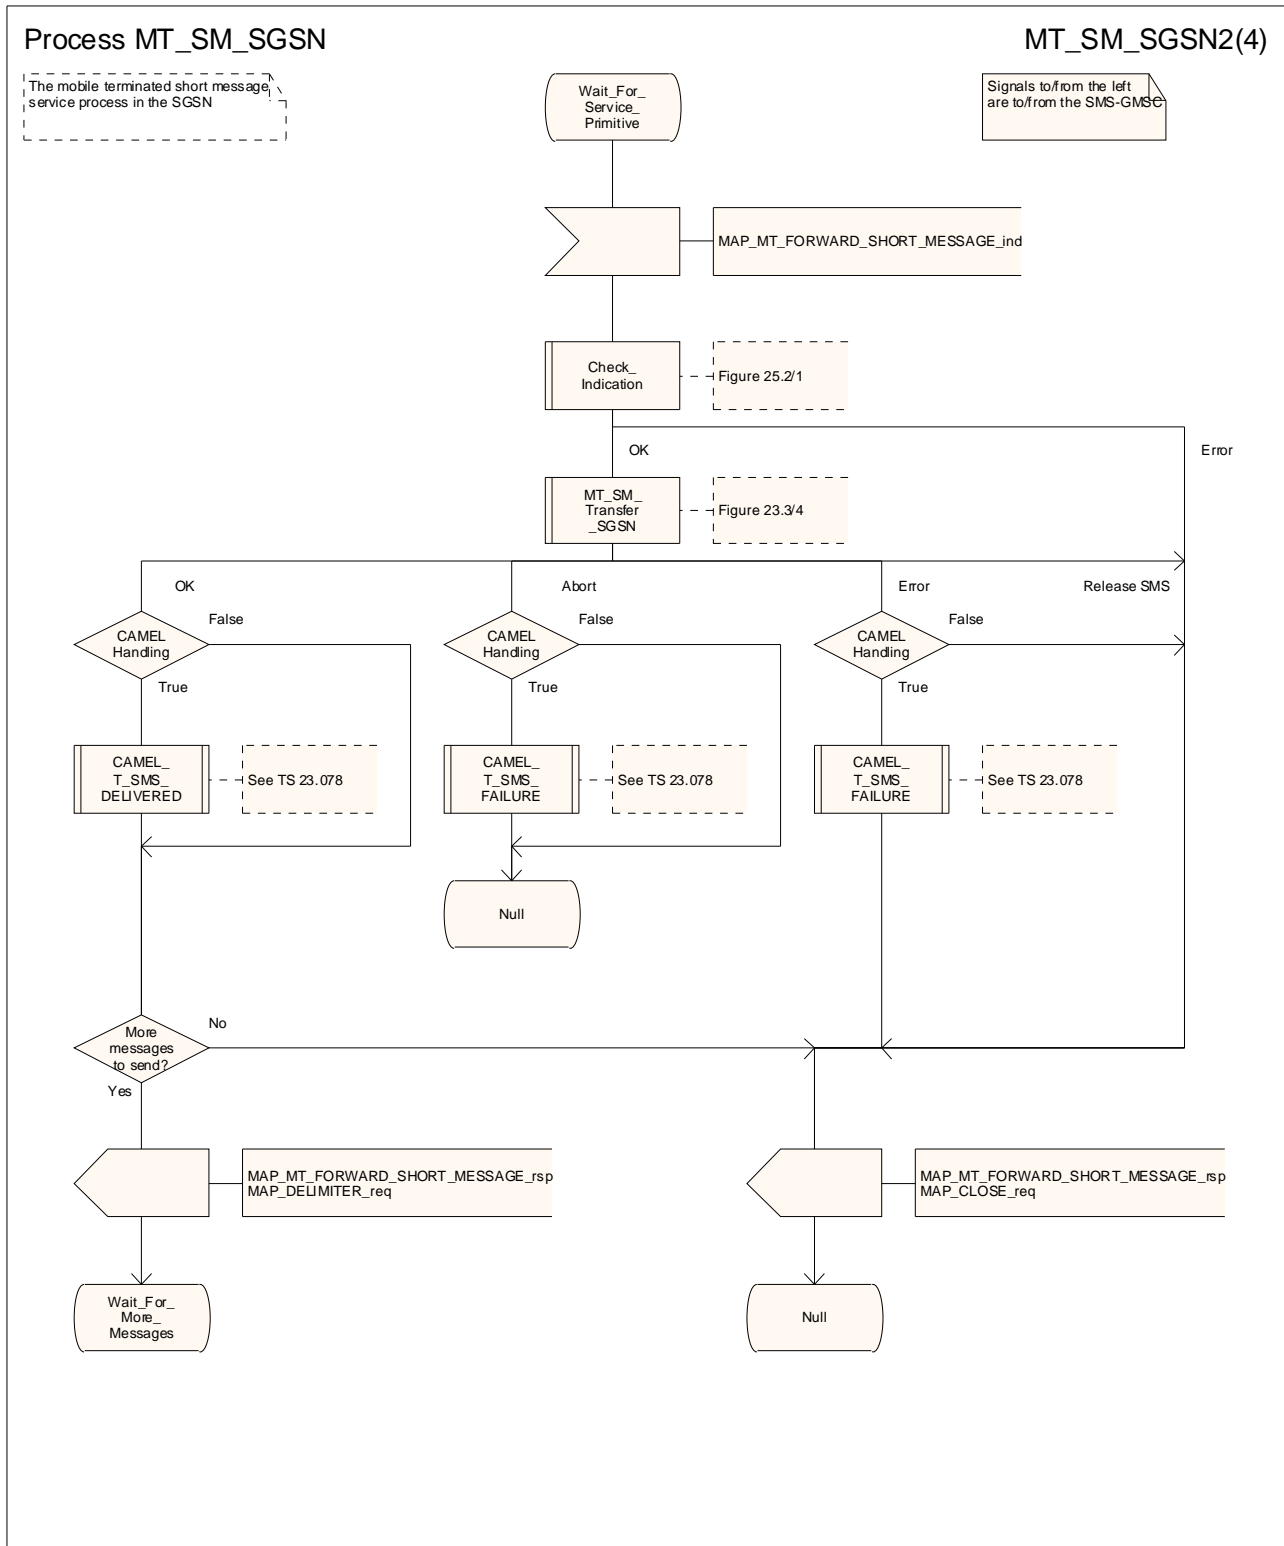 Process MT_SM_SGSN
MT_SM_SGSN2(4)
The mobile terminated short message
service process in the SGSN
Wait_For_
Service_
Primitive
Signals to/from the left
are to/from the SMS-GMSC
MAP_MT_FORWARD_SHORT_MESSAGE_ind
Check_
Indication
Figure 25.2/1
OK
Error
MT_SM_
Transfer
_SGSN
Figure 23.3/4
OK
Abort
Error
Release SMS
CAMEL
Handling
False
CAMEL
Handling
False
CAMEL
Handling
False
True
True
True
CAMEL_
T_SMS_
DELIVERED
See TS 23.078
CAMEL_
T_SMS_
FAILURE
See TS 23.078
CAMEL_
T_SMS_
FAILURE
See TS 23.078
Null
More
messages
to send?
No
Yes
MAP_MT_FORWARD_SHORT_MESSAGE_rsp
MAP_DELIMITER_req
MAP_MT_FORWARD_SHORT_MESSAGE_rsp
MAP_CLOSE_req
Wait_For_
More_
Messages
Null